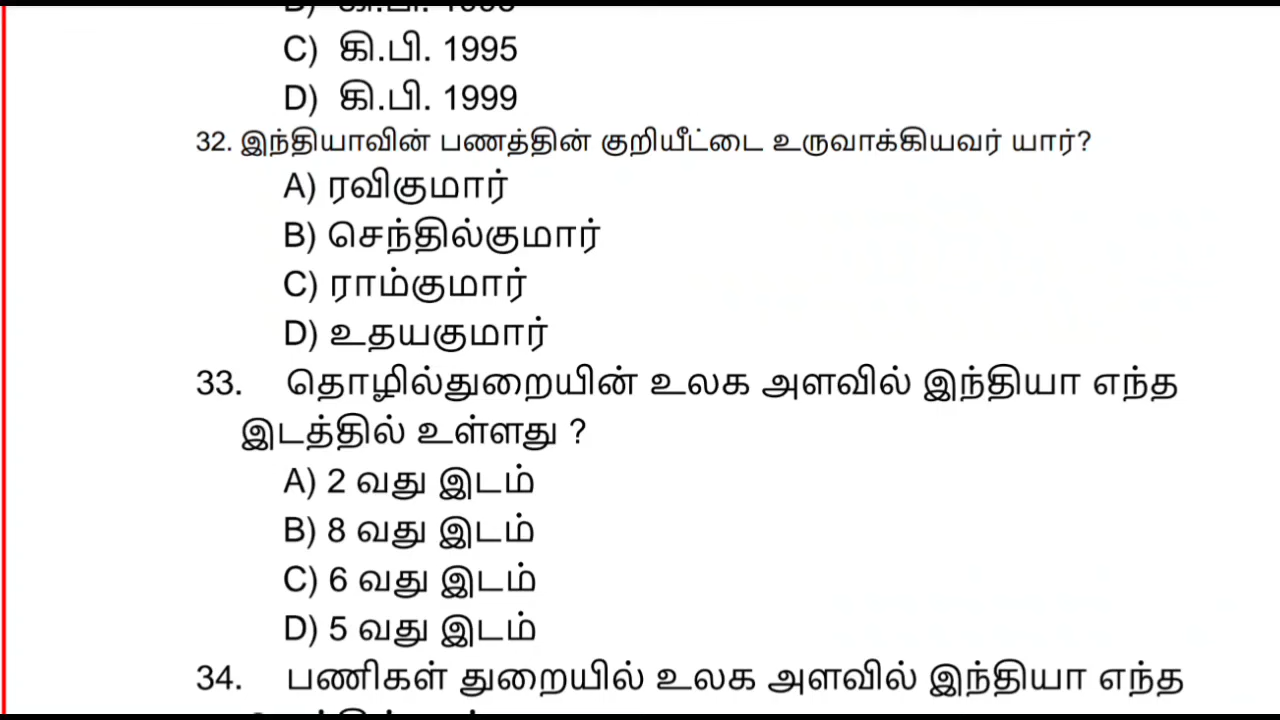 C) கி.பி. 1995
D) கி.பி. 1999
32. இந்தியாவின் பணத்தின் குறியீட்டை உருவாக்கியவர் யார்?
A) ரவிகுமார்
B) செந்தில்குமார்
C) ராம்குமார்
D) உதயகுமார்
33. தொழில்துறையின் உலக அளவில் இந்தியா எந்த
இடத்தில் உள்ளது ?
A) 2 வது இடம்
B) 8 வது இடம்
C) 6 வது இடம்
D) 5 வது இடம்
34. பணிகள் துறையில் உலக அளவில் இந்தியா எந்த